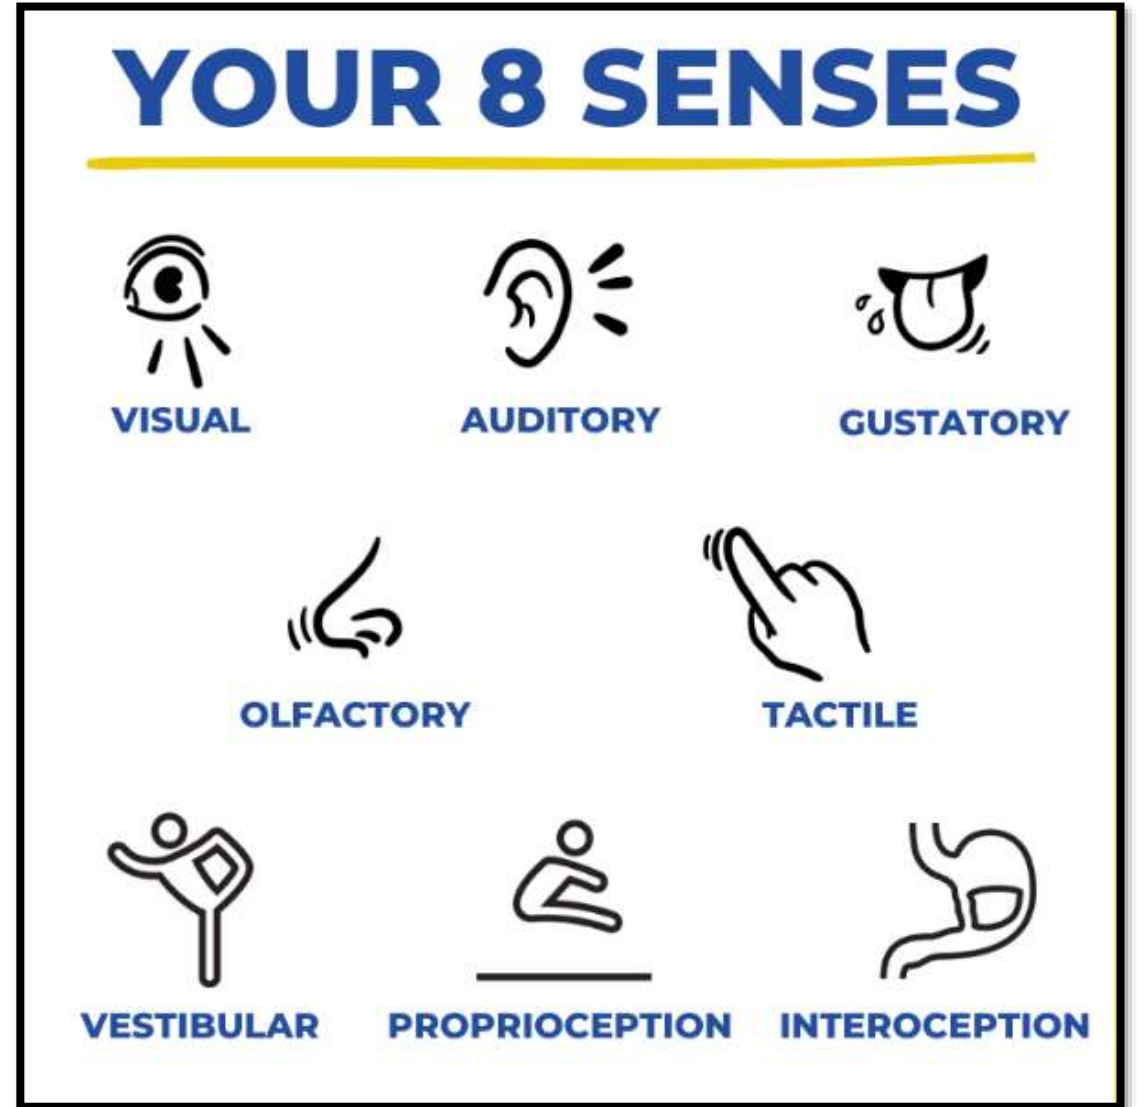 YOUR 8 SENSES
VISUAL
AUDITORY
GUSTATORY
OLFACTORY
TACTILE
VESTIBULAR
PROPRIOCEPTION
INTEROCEPTION